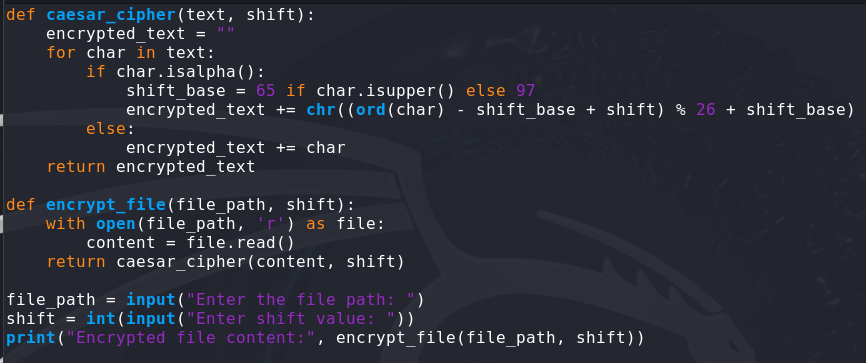 def caesar_cipher(text, shift):
    encrypted_text = ""
    for char in text:
        if char.isalpha():
            shift_base = 65 if char.isupper() else 97
            encrypted_text += chr((ord(char) - shift_base + shift) % 26 + shift_base)
        else:
            encrypted_text += char
    return encrypted_text

def encrypt_file(file_path, shift):
    with open(file_path, 'r') as file:
        content = file.read()
    return caesar_cipher(content, shift)

file_path = input("Enter the file path: ")
shift = int(input("Enter shift value: "))
print("Encrypted file content:", encrypt_file(file_path, shift))